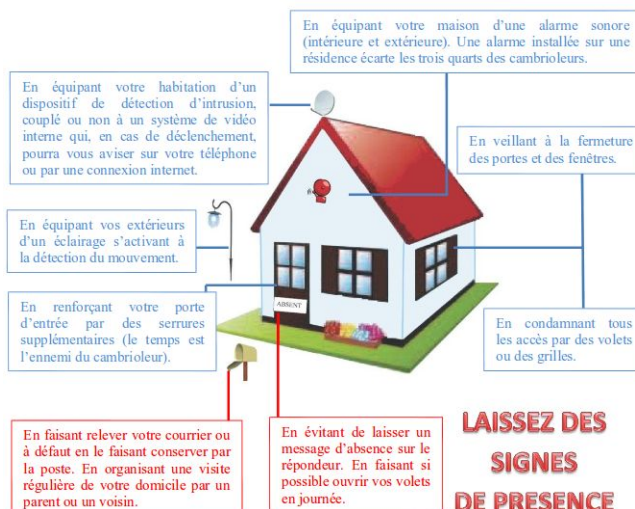 En équipant votre maison d'une alarme sonore
(intérieure et extérieure). Une alarme installée sur une
résidence écarte les trois quarts des cambrioleurs.
En équipant votre habitation d'un
dispositif de détection d'intrusion,
couplé ou non à un système de vidéo
interne qui, en cas de déclenchement,
pourra vous aviser sur votre téléphone
ou par une connexion internet.
En veillant à la fermeture
des portes et des fenêtres.
En équipant vos extérieurs
d'un éclairage s'activant à
la détection du mouvement.
En renforçant votre porte
d'entrée par des serrures
supplémentaires (le temps est
l'ennemi du cambrioleur).
ABSENT
En condamnant tous
les accès par des volets
ou des grilles.
En faisant relever votre courrier ou
à défaut en le faisant conserver par
la poste. En organisant une visite
régulière de votre domicile par un
parent ou un voisin.
En évitant de laisser un
message d'absence sur le
répondeur. En faisant si
possible ouvrir vos volets
en journée.
LAISSEZ DES
SIGNES
DE PRESENCE